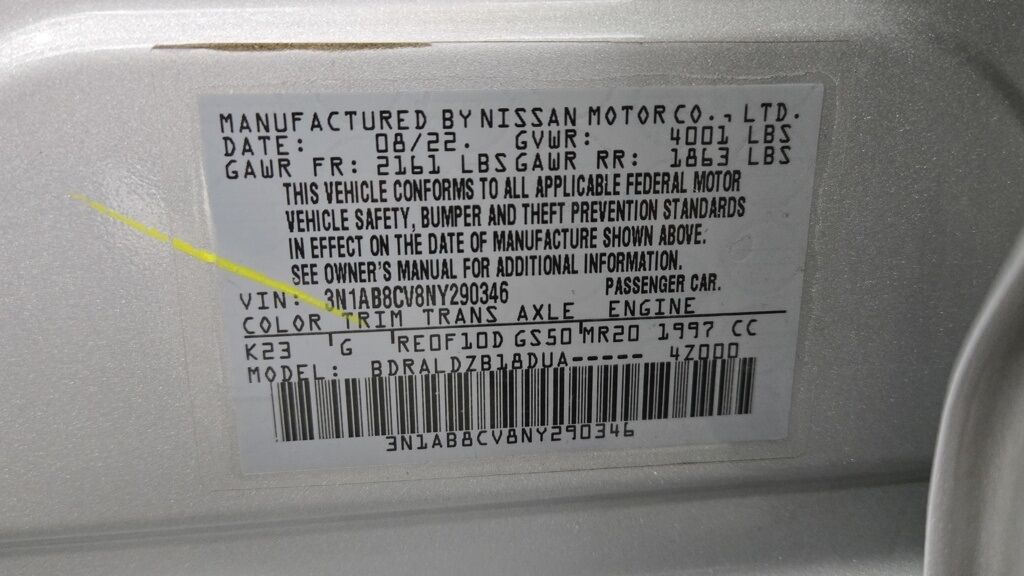 MANUFACTURED BY NISSAN MOTOR CO., LTD.
DATE: 08/22. GVWR: 4001 LBS
GAWR FR: 2161 LBS GAWR RR: 1863 LBS
THIS VEHICLE CONFORMS TO ALL APPLICABLE FEDERAL MOTOR
VEHICLE SAFETY, BUMPER AND THEFT PREVENTION STANDARDS
IN EFFECT ON THE DATE OF MANUFACTURE SHOWN ABOVE.
SEE OWNER'S MANUAL FOR ADDITIONAL INFORMATION.
VIN: 3N1AB8CV8NY290346 PASSENGER CAR.
COLOR TRIM TRANS AXLE ENGINE
K23 G RE0F10D GS50 MR20 1997 CC
MODEL: BDRALDZB18DUA----- 4Z000
3N1AB8CV8NY290346